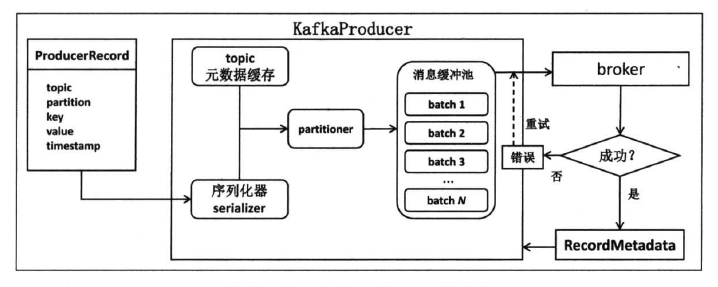 KafkaProducer
ProducerRecord
topic
partition
key
value
timestamp
topic
元数据缓存
序列化器
serializer
partitioner
消息缓冲池
batch 1
batch 2
batch 3
...
batch N
broker
重试
错误
否
成功?
是
RecordMetadata